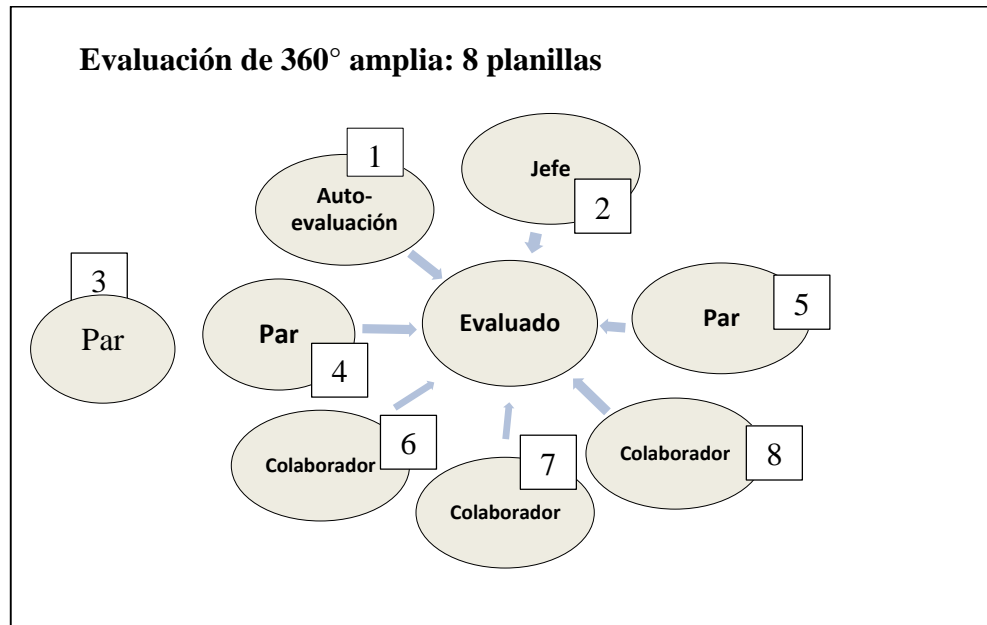 Evaluación de 360° amplia: 8 planillas
1
Auto-
evaluación
Jefe
2
3
Par
Par
4
Evaluado
Par
5
Colaborador
6
Colaborador
7
Colaborador
8